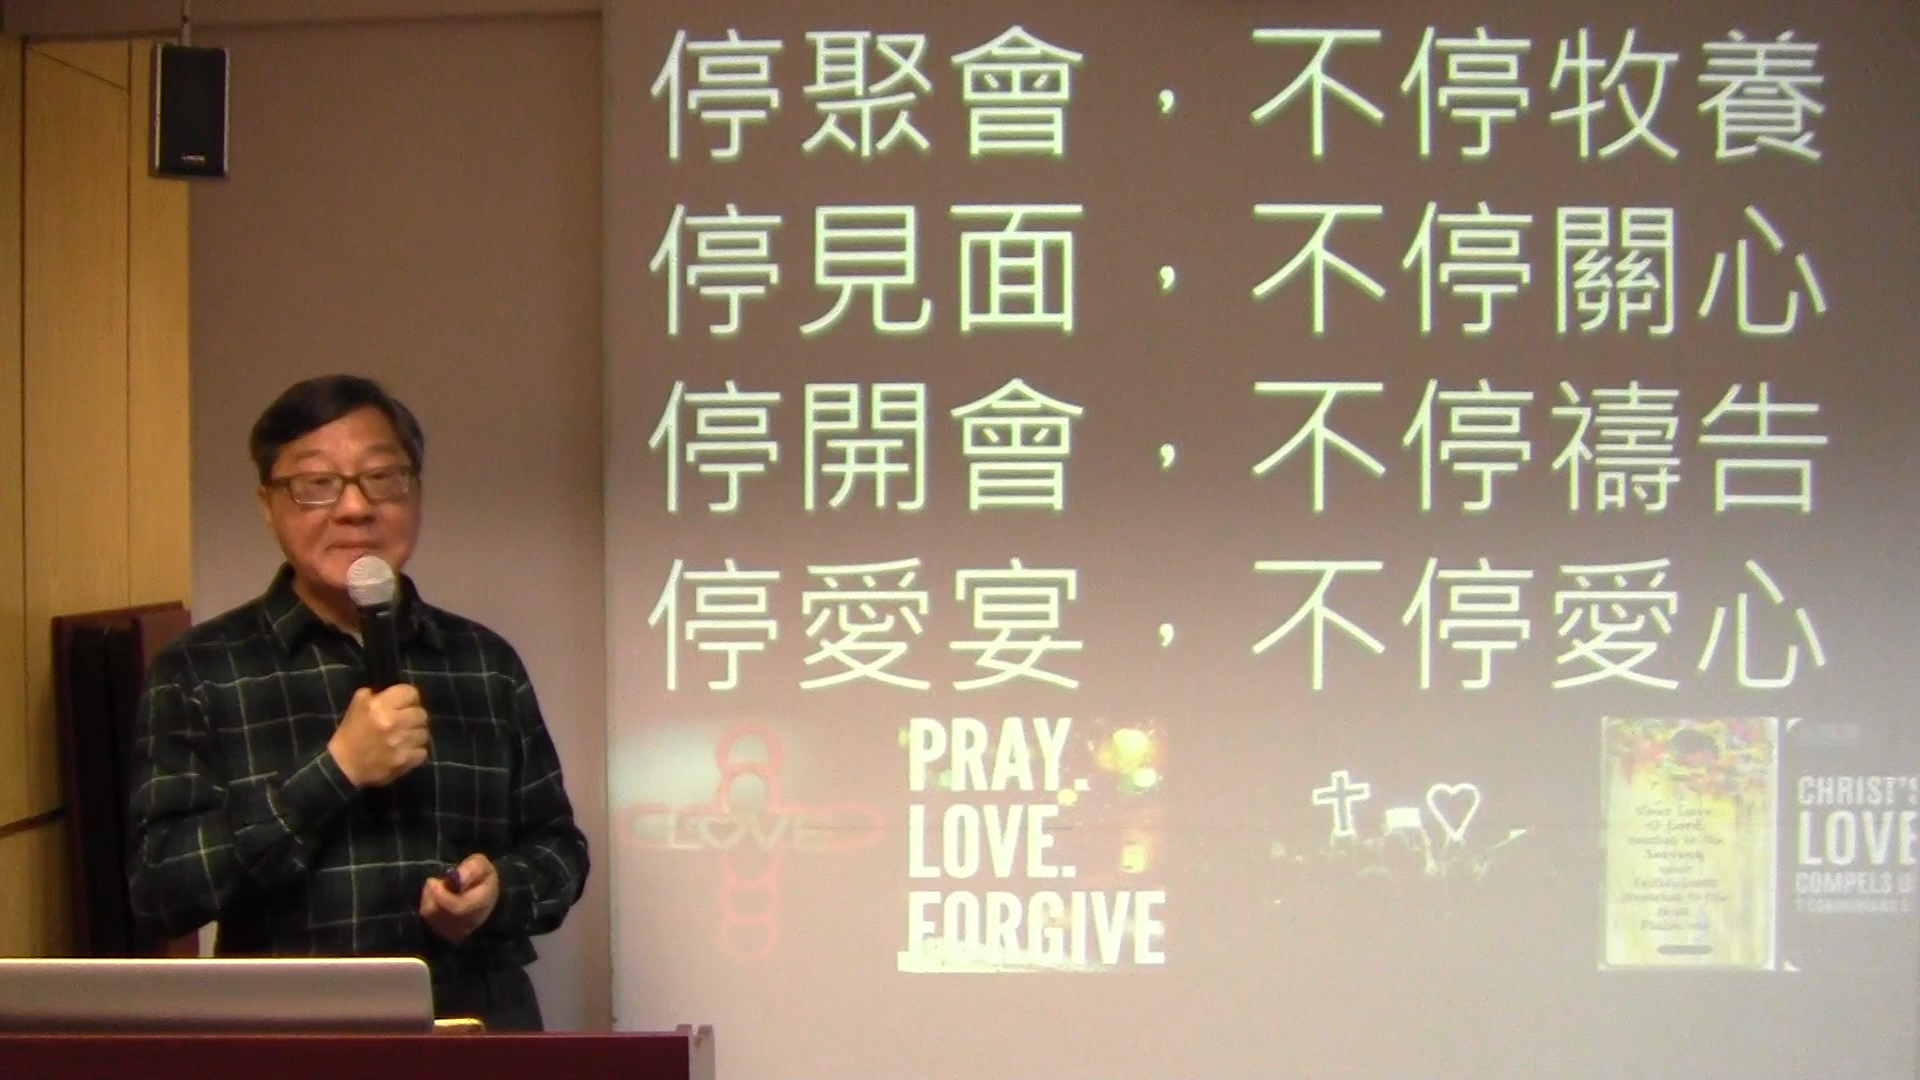 停聚會，不停牧養
停見面，不停關心
停開會，不停禱告
停愛宴，不停愛心
LOVE
PRAY.
LOVE.
FORGIVE
CHRIST'S
LOVE
COMPELS U